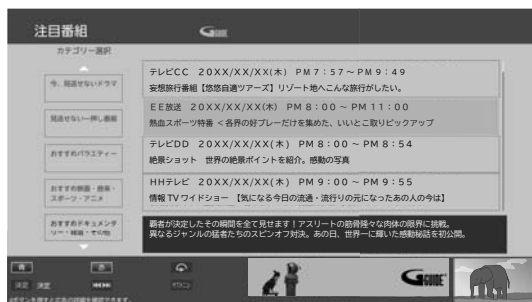 注目番組
G GUIDE
カテゴリー選択
今、見逃せないドラマ
見逃せない一押し番組
おすすめバラエティー
おすすめ映画・音楽・
スポーツ・アニメ
おすすめドキュメンタ
リー・報道・その他
テレビCC 20XX/XX/XX(木) PM7:57~PM9:49
妄想旅行番組【悠悠自適ツアーズ】リゾート地へこんな旅行がしたい。
EE放送 20XX/XX/XX(木) PM8:00~PM11:00
熱血スポーツ特番 <各界の好プレーだけを集めた、いいとこ取りピックアップ
テレビDD 20XX/XX/XX(木) PM8:00~PM8:54
絶景ショット 世界の絶景ポイントを紹介。感動の写真
HHテレビ 20XX/XX/XX(木) PM9:00~PM9:55
情報TVワイドショー 【気になる今日の流通・流行りの元になったあの人の今は】
覇者が決定したその瞬間を全て見せます!アスリートの筋骨隆々な肉体の限界に挑戦。
異なるジャンルの猛者たちのスピンオフ対決。あの日、世界一に輝いた感動秘話を初公開。
青
赤
決定 決定
G GUIDE